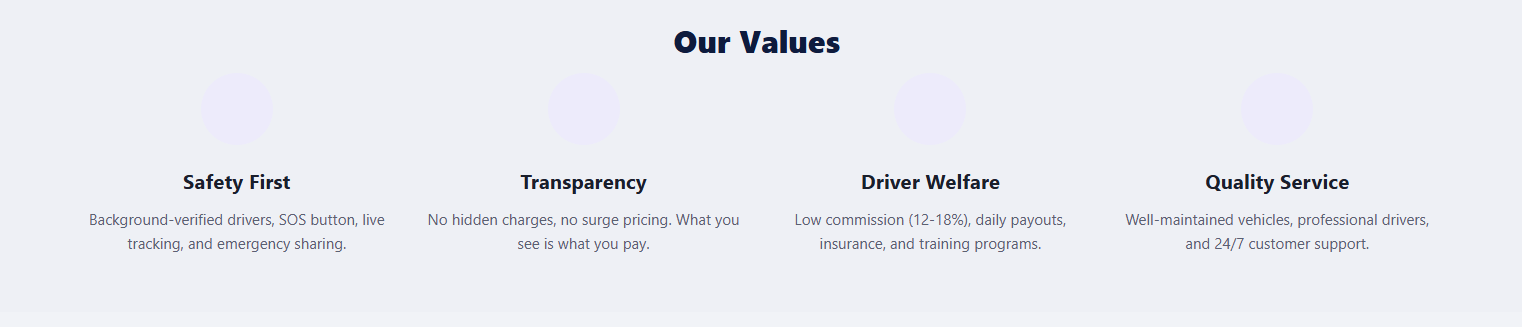 Our Values
Safety First
Background-verified drivers, SOS button, live
tracking, and emergency sharing.
Transparency
No hidden charges, no surge pricing. What you
see is what you pay.
Driver Welfare
Low commission (12-18%), daily payouts,
insurance, and training programs.
Quality Service
Well-maintained vehicles, professional drivers,
and 24/7 customer support.